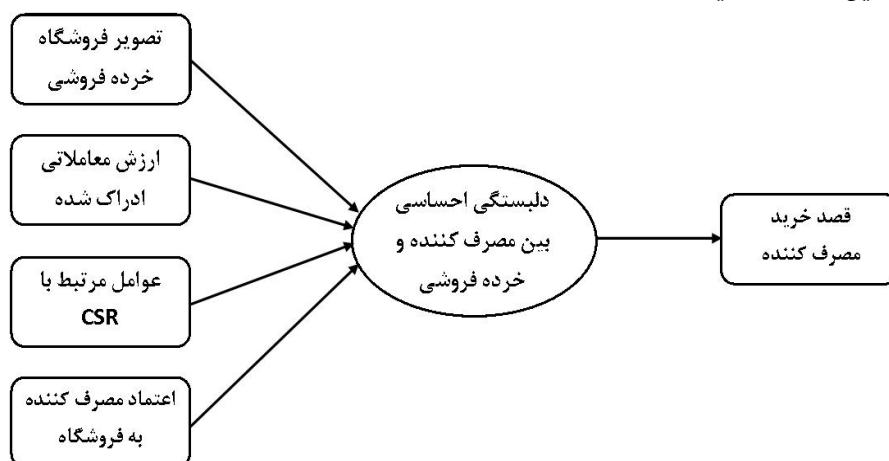 تصویر فروشگاه
خرده فروشی
ارزش معاملاتی
ادراک شده
عوامل مرتبط با
CSR
اعتماد مصرف کننده
به فروشگاه
دلبستگی احساسی
بین مصرف کننده و
خرده فروشی
قصد خرید
مصرف کننده